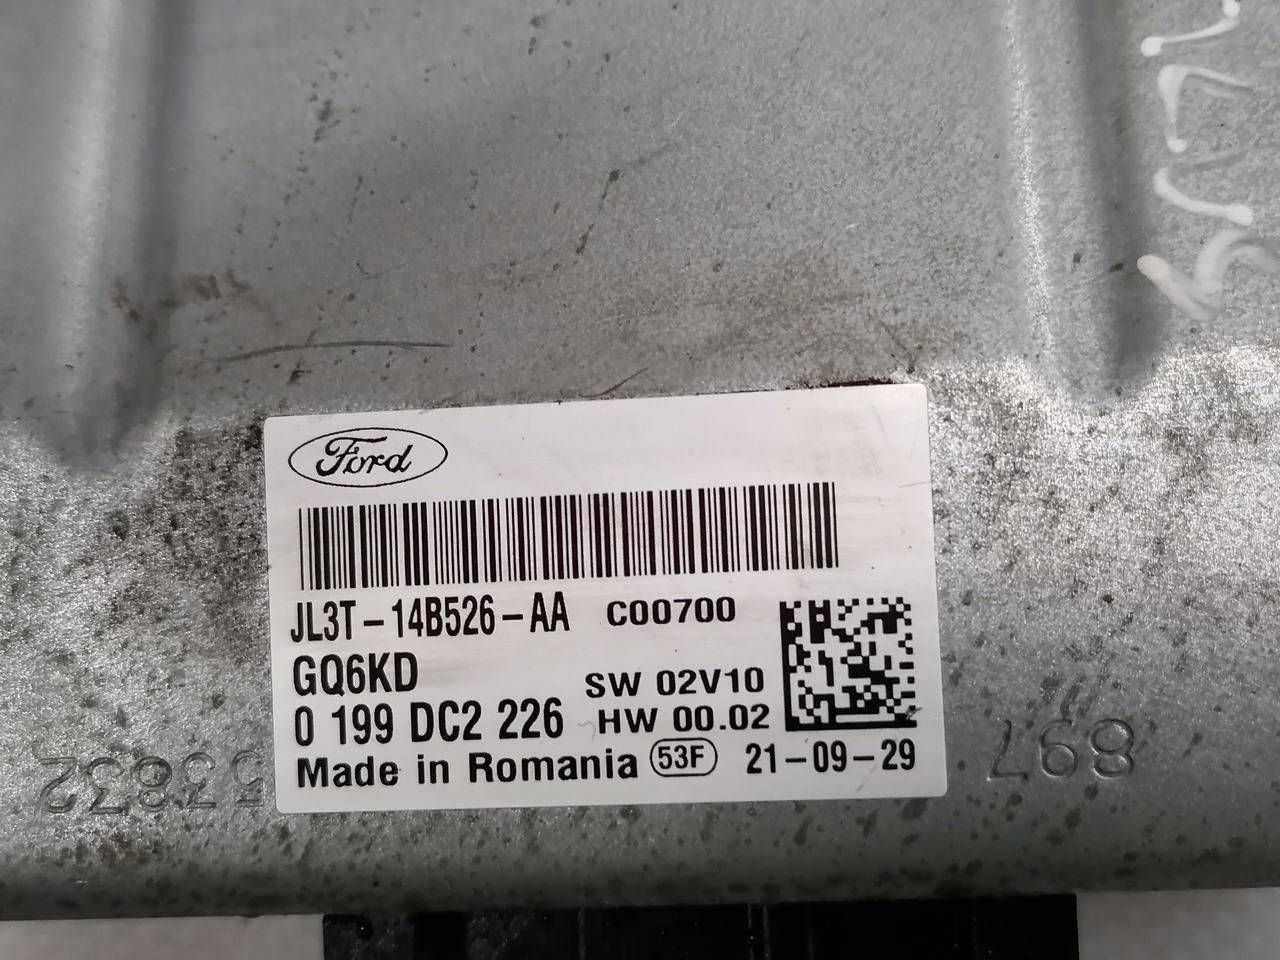 Ford
JL3T-14B526-AA C00700
GQ6KD
SW 02V10
0 199 DC2 226 HW 00.02
Made in Romania 53F 21-09-29
897